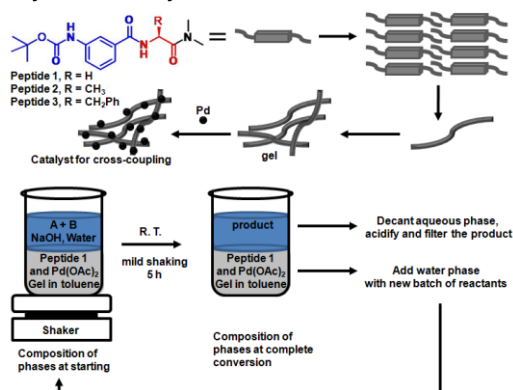 O
N
H
O
O
N
H
R
O
N
Peptide 1, R = H
Peptide 2, R = CH₃
Peptide 3, R = CH₂Ph
Pd
gel
Catalyst for cross-coupling
A + B
NaOH, Water
Peptide 1
and Pd(OAc)₂
Gel in toluene
Shaker
Composition of
phases at starting
R. T.
mild shaking
5 h
product
Peptide 1
and Pd(OAc)₂
Gel in toluene
Composition of
phases at complete
conversion
Decant aqueous phase,
acidify and filter the product
Add water phase
with new batch of reactants